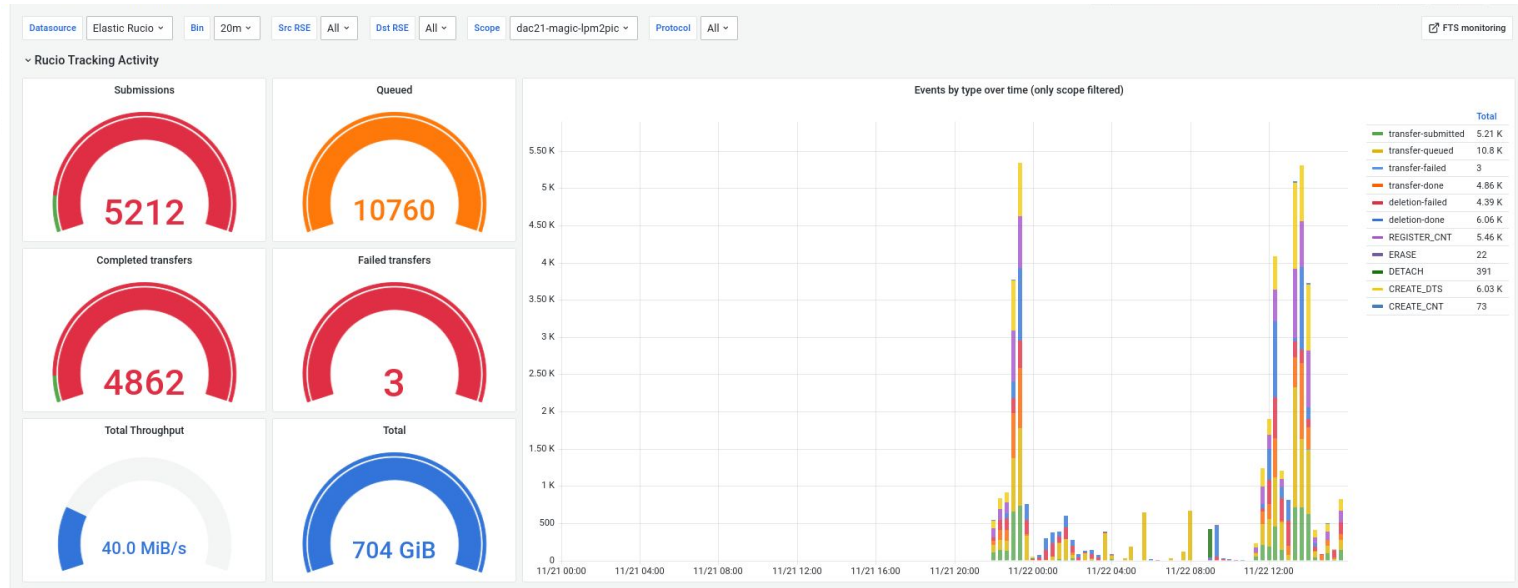 Datasource Elastic Rucio Bin 20m Src RSE All Dst RSE All Scope dac21-magic-lpm2pic Protocol All FTS monitoring
Rucio Tracking Activity
Submissions
5212
Queued
10760
Completed transfers
4862
Failed transfers
3
Total Throughput
40.0 MiB/s
Total
704 GiB
Events by type over time (only scope filtered)
5.50 K
5 K
4.50 K
4 K
3.50 K
3 K
2.50 K
2 K
1.50 K
1 K
500
0
11/21 00:00 11/21 04:00 11/21 08:00 11/21 12:00 11/21 16:00 11/21 20:00 11/22 00:00 11/22 04:00 11/22 08:00 11/22 12:00
Total
transfer-submitted 5.21 K
transfer-queued 10.8 K
transfer-failed 3
transfer-done 4.86 K
deletion-failed 4.39 K
deletion-done 6.06 K
REGISTER_CNT 5.46 K
ERASE 22
DETACH 391
CREATE_DTS 6.03 K
CREATE_CNT 73